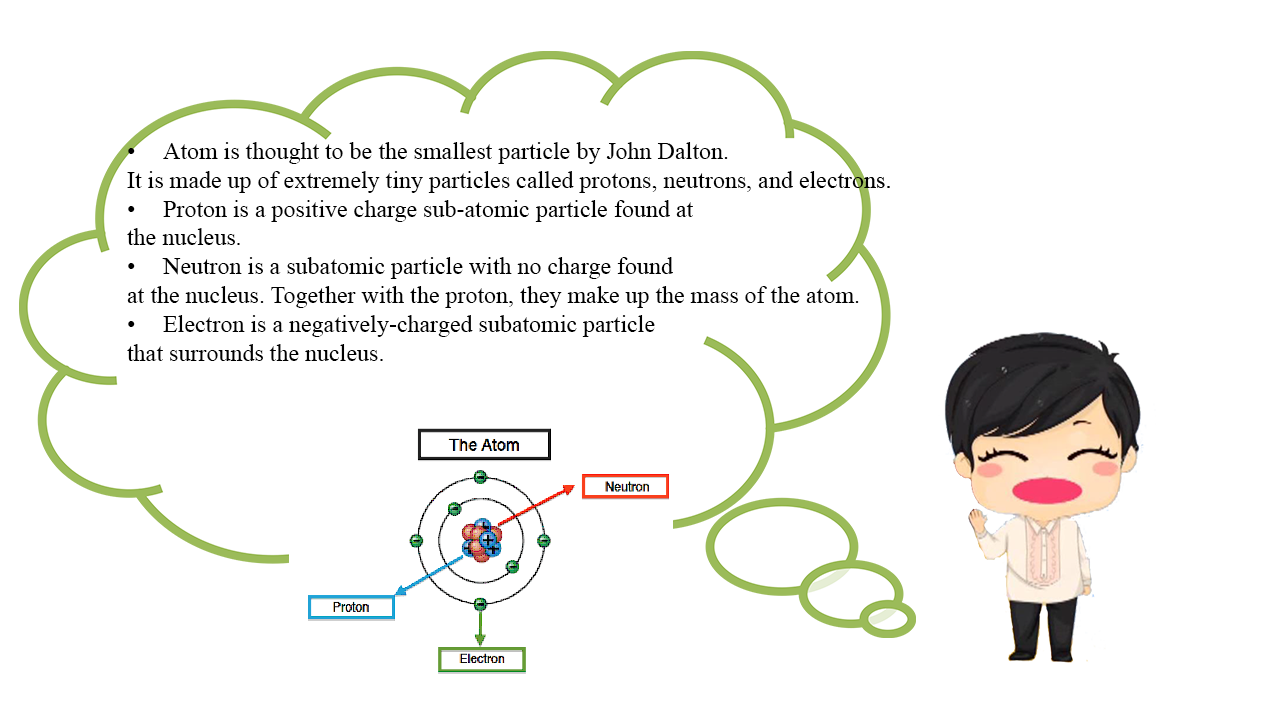 • Atom is thought to be the smallest particle by John Dalton.
It is made up of extremely tiny particles called protons, neutrons, and electrons.
• Proton is a positive charge sub-atomic particle found at
the nucleus.
• Neutron is a subatomic particle with no charge found
at the nucleus. Together with the proton, they make up the mass of the atom.
• Electron is a negatively-charged subatomic particle
that surrounds the nucleus.
The Atom
Neutron
Proton
Electron